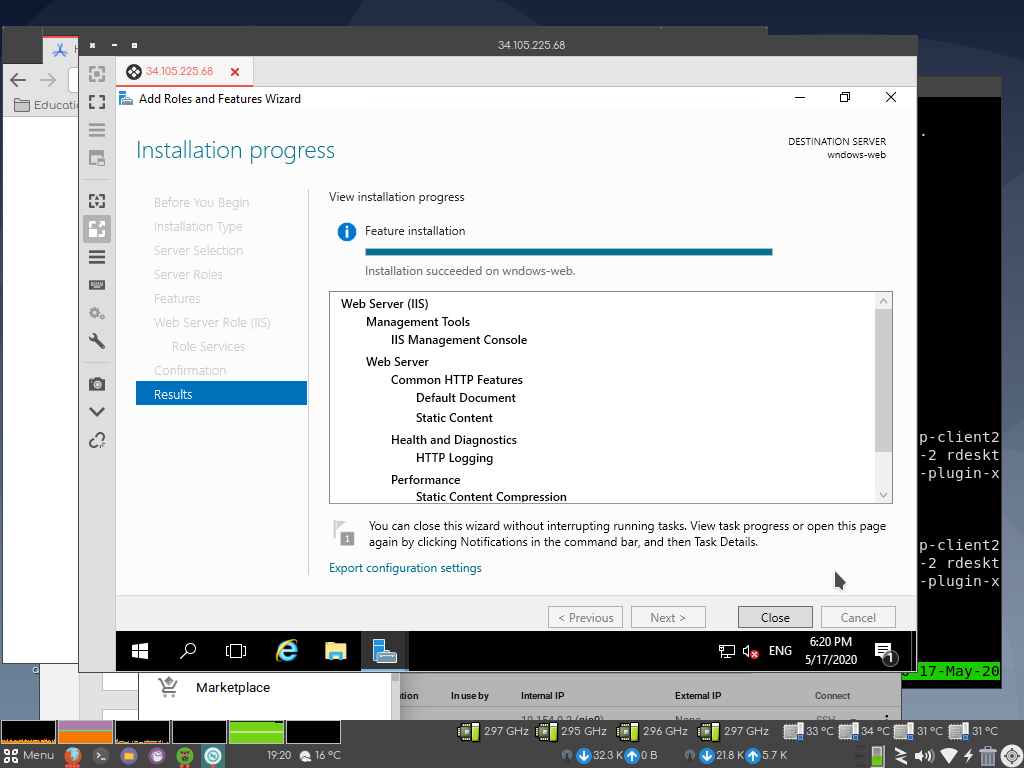 34.105.225.68
34.105.225.68
Educati
Add Roles and Features Wizard
Installation progress
DESTINATION SERVER
wndows-web
Before You Begin
Installation Type
Server Selection
Server Roles
Features
Web Server Role (IIS)
Role Services
Confirmation
Results
View installation progress
Feature installation
Installation succeeded on wndows-web.
Web Server (IIS)
Management Tools
IIS Management Console
Web Server
Common HTTP Features
Default Document
Static Content
Health and Diagnostics
HTTP Logging
Performance
Static Content Compression
1
You can close this wizard without interrupting running tasks. View task progress or open this page
again by clicking Notifications in the command bar, and then Task Details.
Export configuration settings
< Previous
Next >
Close
Cancel
p-client2
-2 rdeskt
-plugin-x
p-client2
-2 rdeskt
-plugin-x
ENG
6:20 PM
5/17/2020
1
17-May-20
Marketplace
In use by
Internal IP
External IP
Connect
297 GHz
295 GHz
296 GHz
297 GHz
33 °C
34 °C
31 °C
31 °C
Menu
19:20
16 °C
32.3 K
0 B
21.8 K
5.7 K